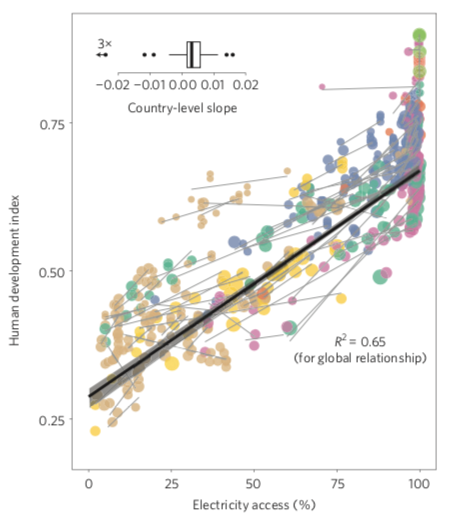 3×
−0.02 −0.01 0.00 0.01 0.02
Country-level slope
Human development index
0.75
0.50
0.25
R² = 0.65
(for global relationship)
0 25 50 75 100
Electricity access (%)